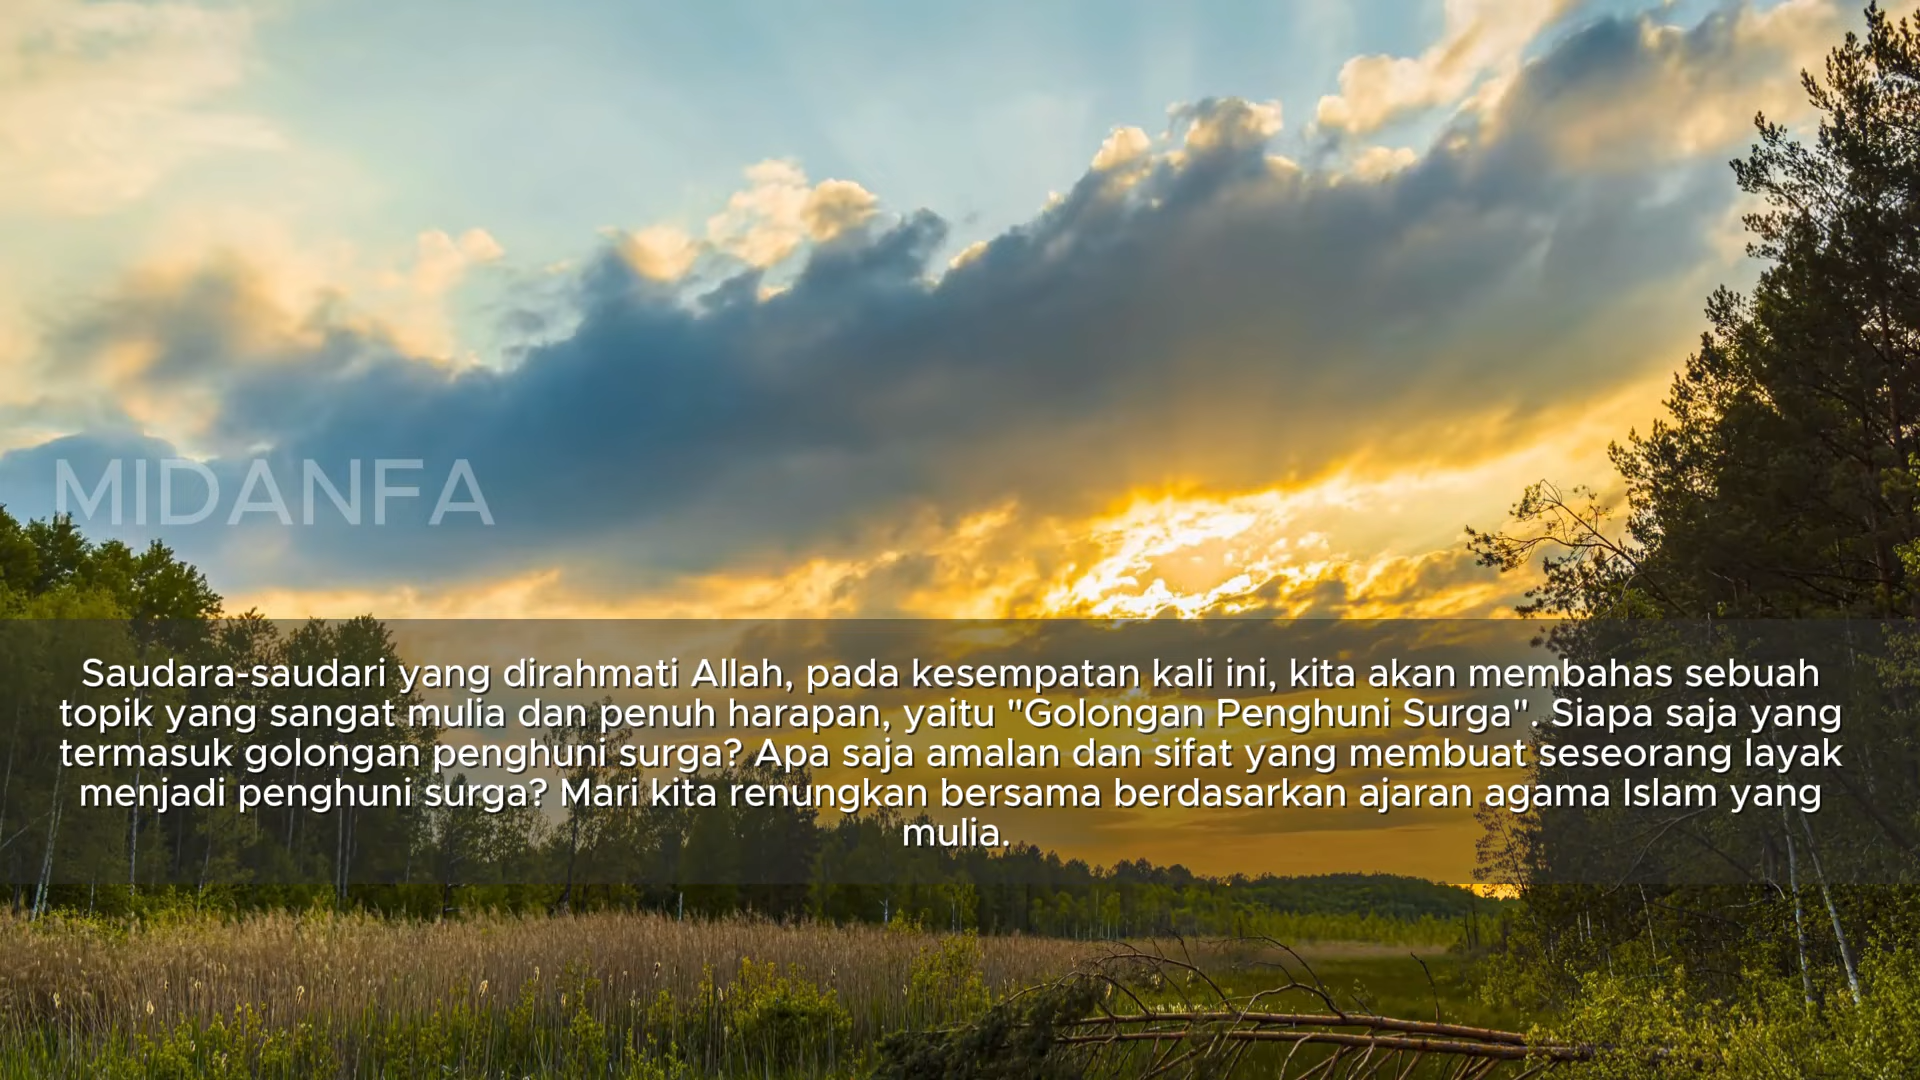 MIDANFA
Saudara-saudari yang dirahmati Allah, pada kesempatan kali ini, kita akan membahas sebuah
topik yang sangat mulia dan penuh harapan, yaitu "Golongan Penghuni Surga". Siapa saja yang
termasuk golongan penghuni surga? Apa saja amalan dan sifat yang membuat seseorang layak
menjadi penghuni surga? Mari kita renungkan bersama berdasarkan ajaran agama Islam yang
mulia.